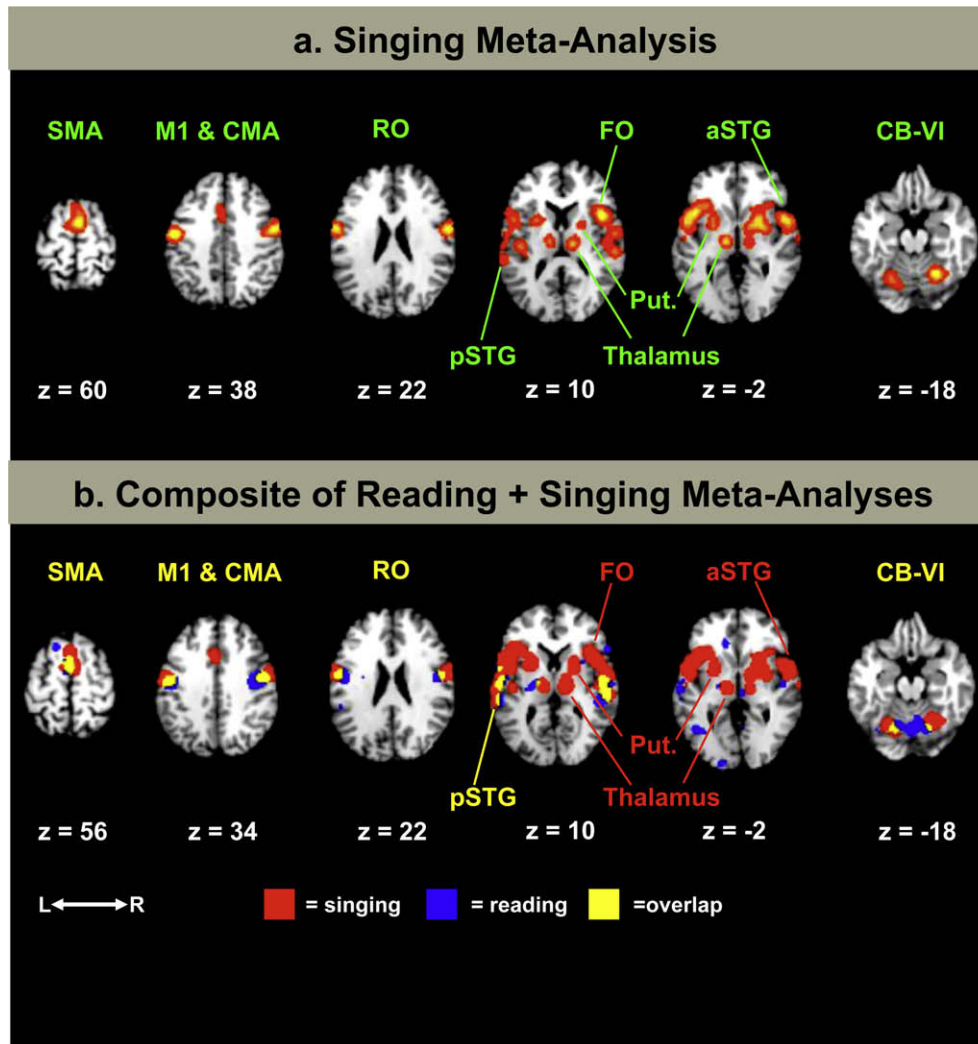 a. Singing Meta-Analysis
SMA M1 & CMA RO FO aSTG CB-VI
Put.
pSTG Thalamus
z = 60 z = 38 z = 22 z = 10 z = -2 z = -18
b. Composite of Reading + Singing Meta-Analyses
SMA M1 & CMA RO FO aSTG CB-VI
Put.
pSTG Thalamus
z = 56 z = 34 z = 22 z = 10 z = -2 z = -18
L R = singing = reading =overlap